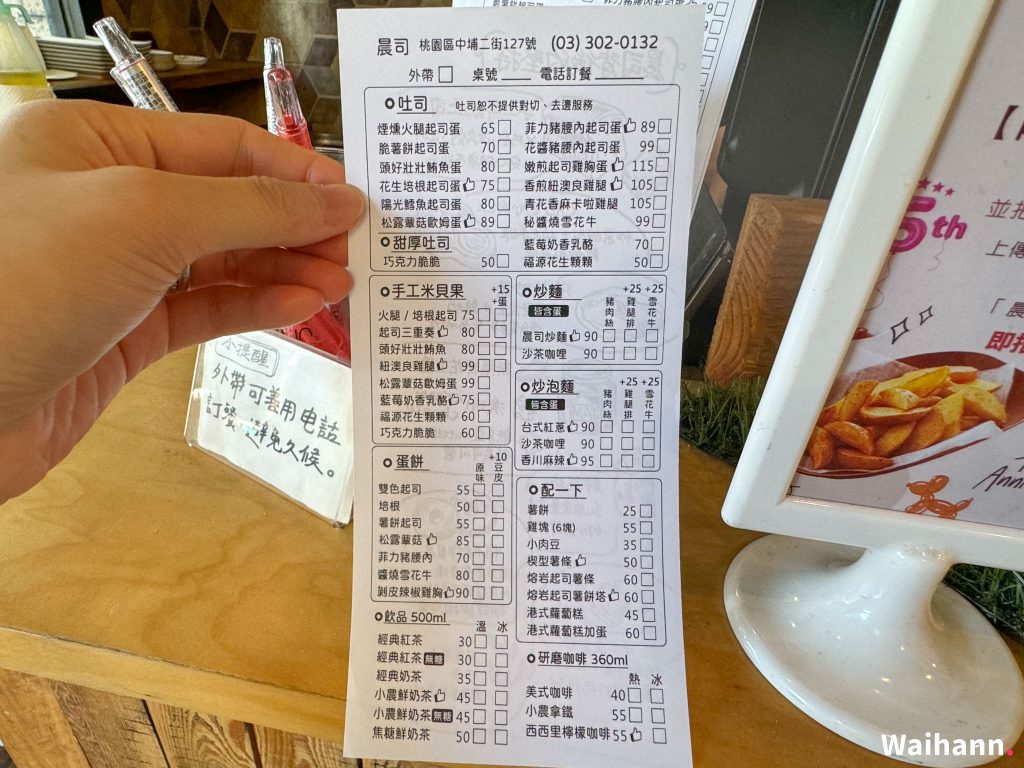 晨司 桃園區中埔二街127號 (03) 302-0132
外帶 桌號 電話訂餐
吐司 吐司恕不提供對切、去邊服務
煙燻火腿起司蛋 65
脆薯餅起司蛋 70
頭好壯壯鮪魚蛋 80
花生培根起司蛋 75
陽光鱈魚起司蛋 80
松露蕈菇歐姆蛋 89
菲力豬腰內起司蛋 89
花醬豬腰內起司蛋 99
嫩煎起司雞胸蛋 115
香煎紐澳良雞腿 105
青花香麻卡啦雞腿 105
秘醬燒雪花牛 99
甜厚吐司
巧克力脆脆 50
藍莓奶香乳酪 70
福源花生顆顆 50
手工米貝果 +15 +蛋
火腿 / 培根起司 75
起司三重奏 80
頭好壯壯鮪魚 80
紐澳良雞腿 99
松露蕈菇歐姆蛋 99
藍莓奶香乳酪 75
福源花生顆顆 60
巧克力脆脆 60
蛋餅 原味 +10 豆皮
雙色起司 55
培根 50
薯餅起司 55
松露蕈菇 85
菲力豬腰內 70
醬燒雪花牛 80
剝皮辣椒雞胸 90
飲品 500ml 溫 冰
經典紅茶 30
經典紅茶 無糖 30
經典奶茶 35
小農鮮奶茶 45
小農鮮奶茶 無糖 45
焦糖鮮奶茶 50
炒麵 皆含蛋 豬肉絲 +25 雞腿排 +25 雪花牛
晨司炒麵 90
沙茶咖哩 90
炒泡麵 皆含蛋 豬肉絲 +25 雞腿排 +25 雪花牛
台式紅蔥 90
沙茶咖哩 90
香川麻辣 95
配一下
薯餅 25
雞塊 (6塊) 55
小肉豆 35
楔型薯條 50
熔岩起司薯條 60
熔岩起司薯餅塔 60
港式蘿蔔糕 45
港式蘿蔔糕加蛋 60
研磨咖啡 360ml 熱 冰
美式咖啡 40
小農拿鐵 55
西西里檸檬咖啡 55
小提醒
外帶可善用电話
訂餐,避免久候。
5th
並把
上傳
「晨
即招
Ann
Waihann.